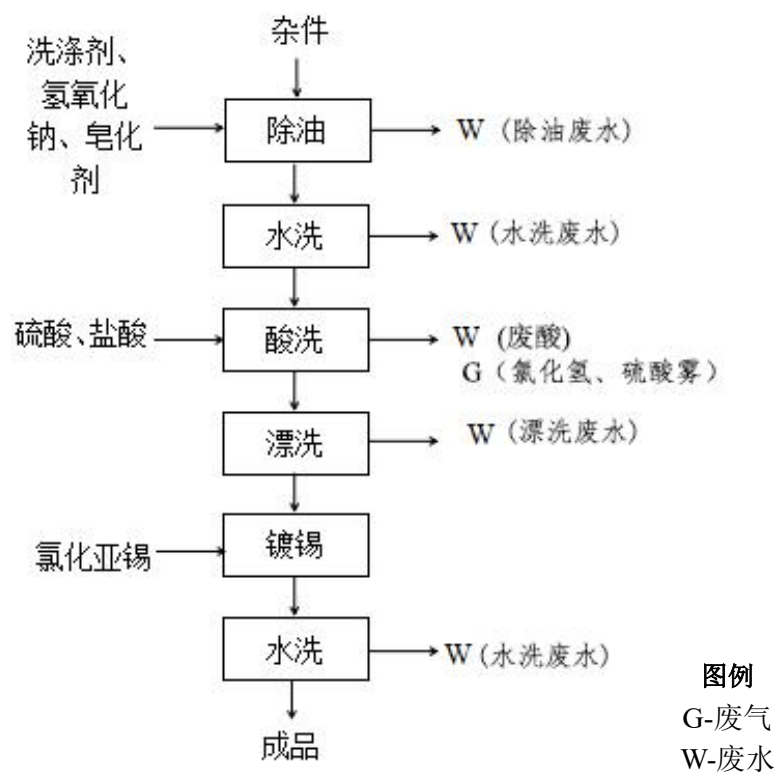 杂件
洗涤剂、
氢氧化
钠、皂化
剂
除油
W（除油废水）
水洗
W（水洗废水）
硫酸、盐酸
酸洗
W (废酸)
G（氯化氢、硫酸雾）
漂洗
W（漂洗废水）
氯化亚锡
镀锡
水洗
W（水洗废水）
成品
图例
G-废气
W-废水